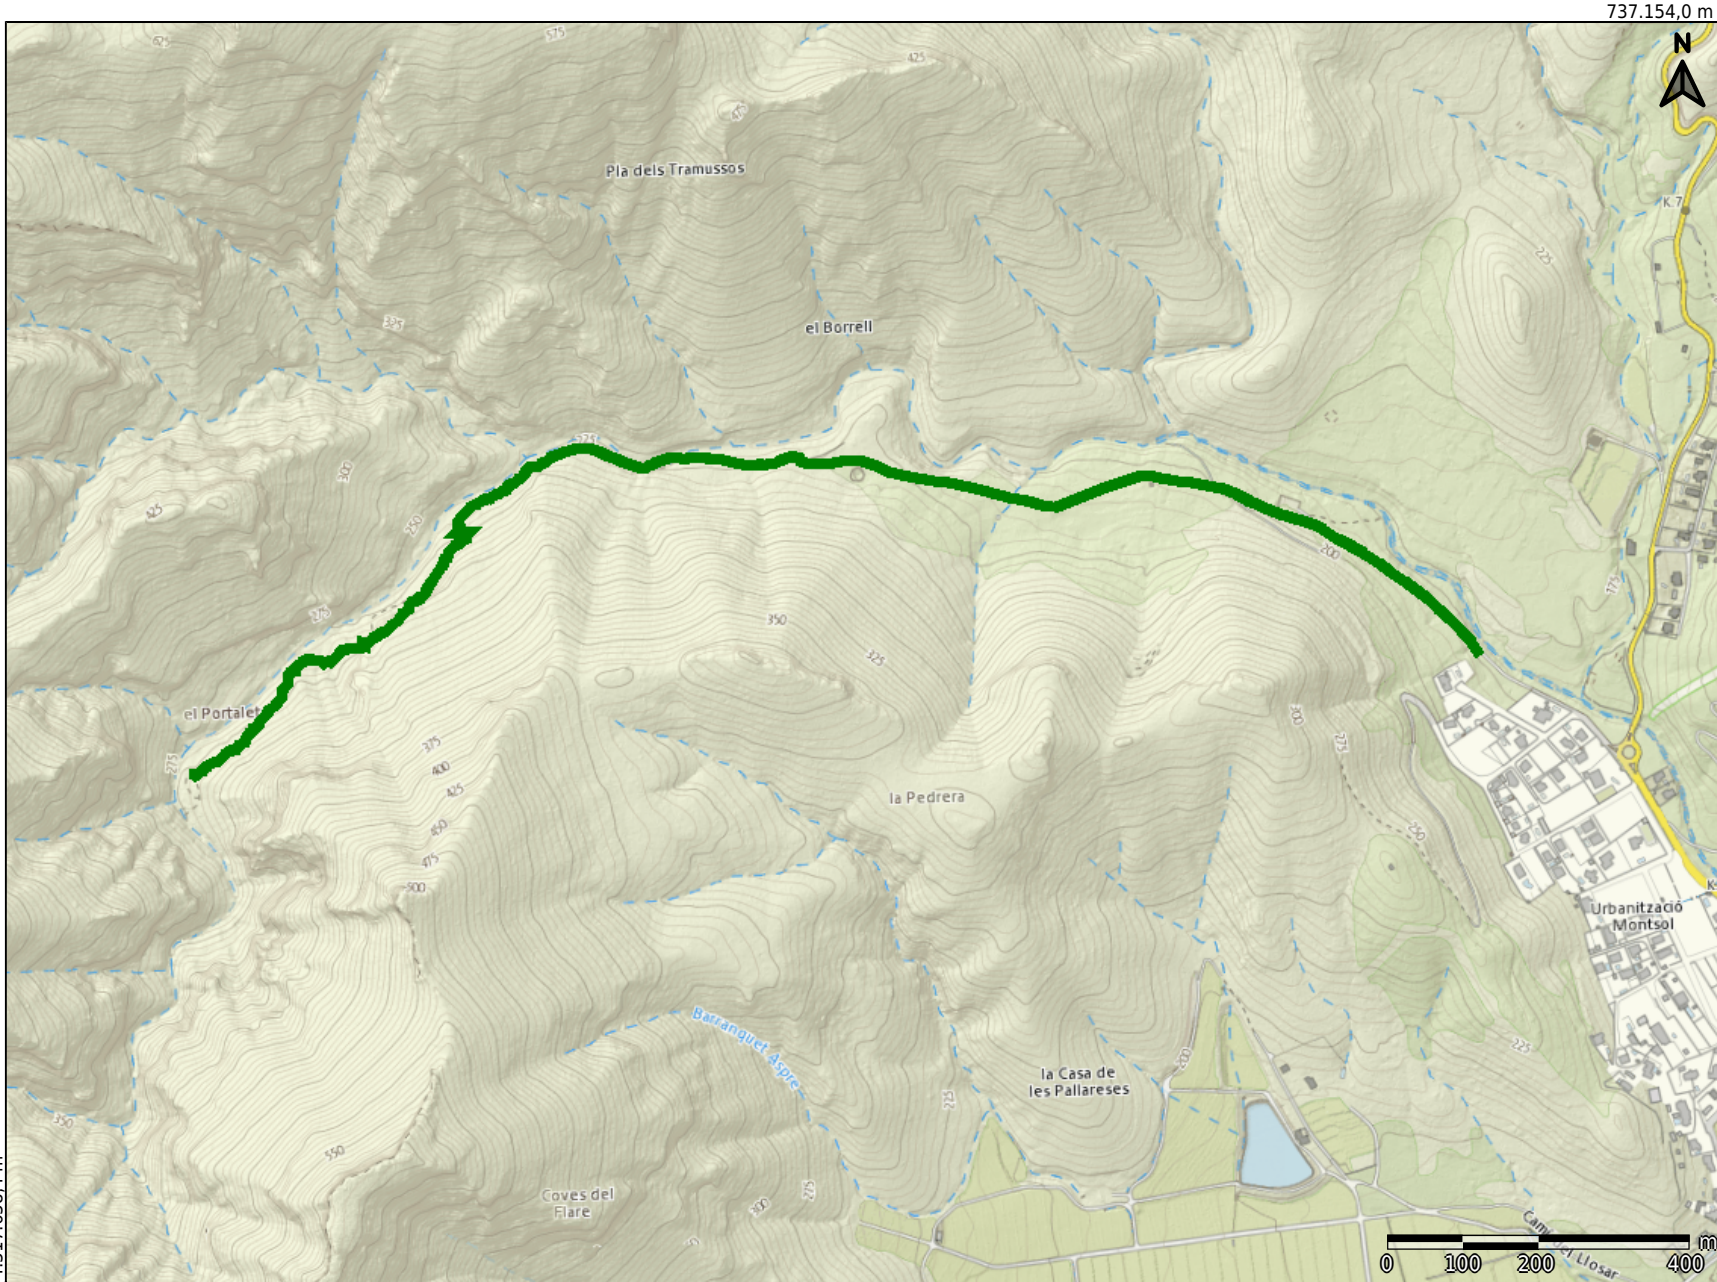 737.154,0 m
N
625
575
425
475
Pla dels Tramussos
K.7
225
325
el Borrell
225
300
425
250
200
175
275
350
325
el Portalet
275
300
275
375
400
425
450
475
500
la Pedrera
250
Urbanització
Montsol
Barranquet Aspre
225
200
la Casa de
les Pallareses
225
350
550
Coves del
Flare
300
275
Camí del Llosar
m
0 100 200 400